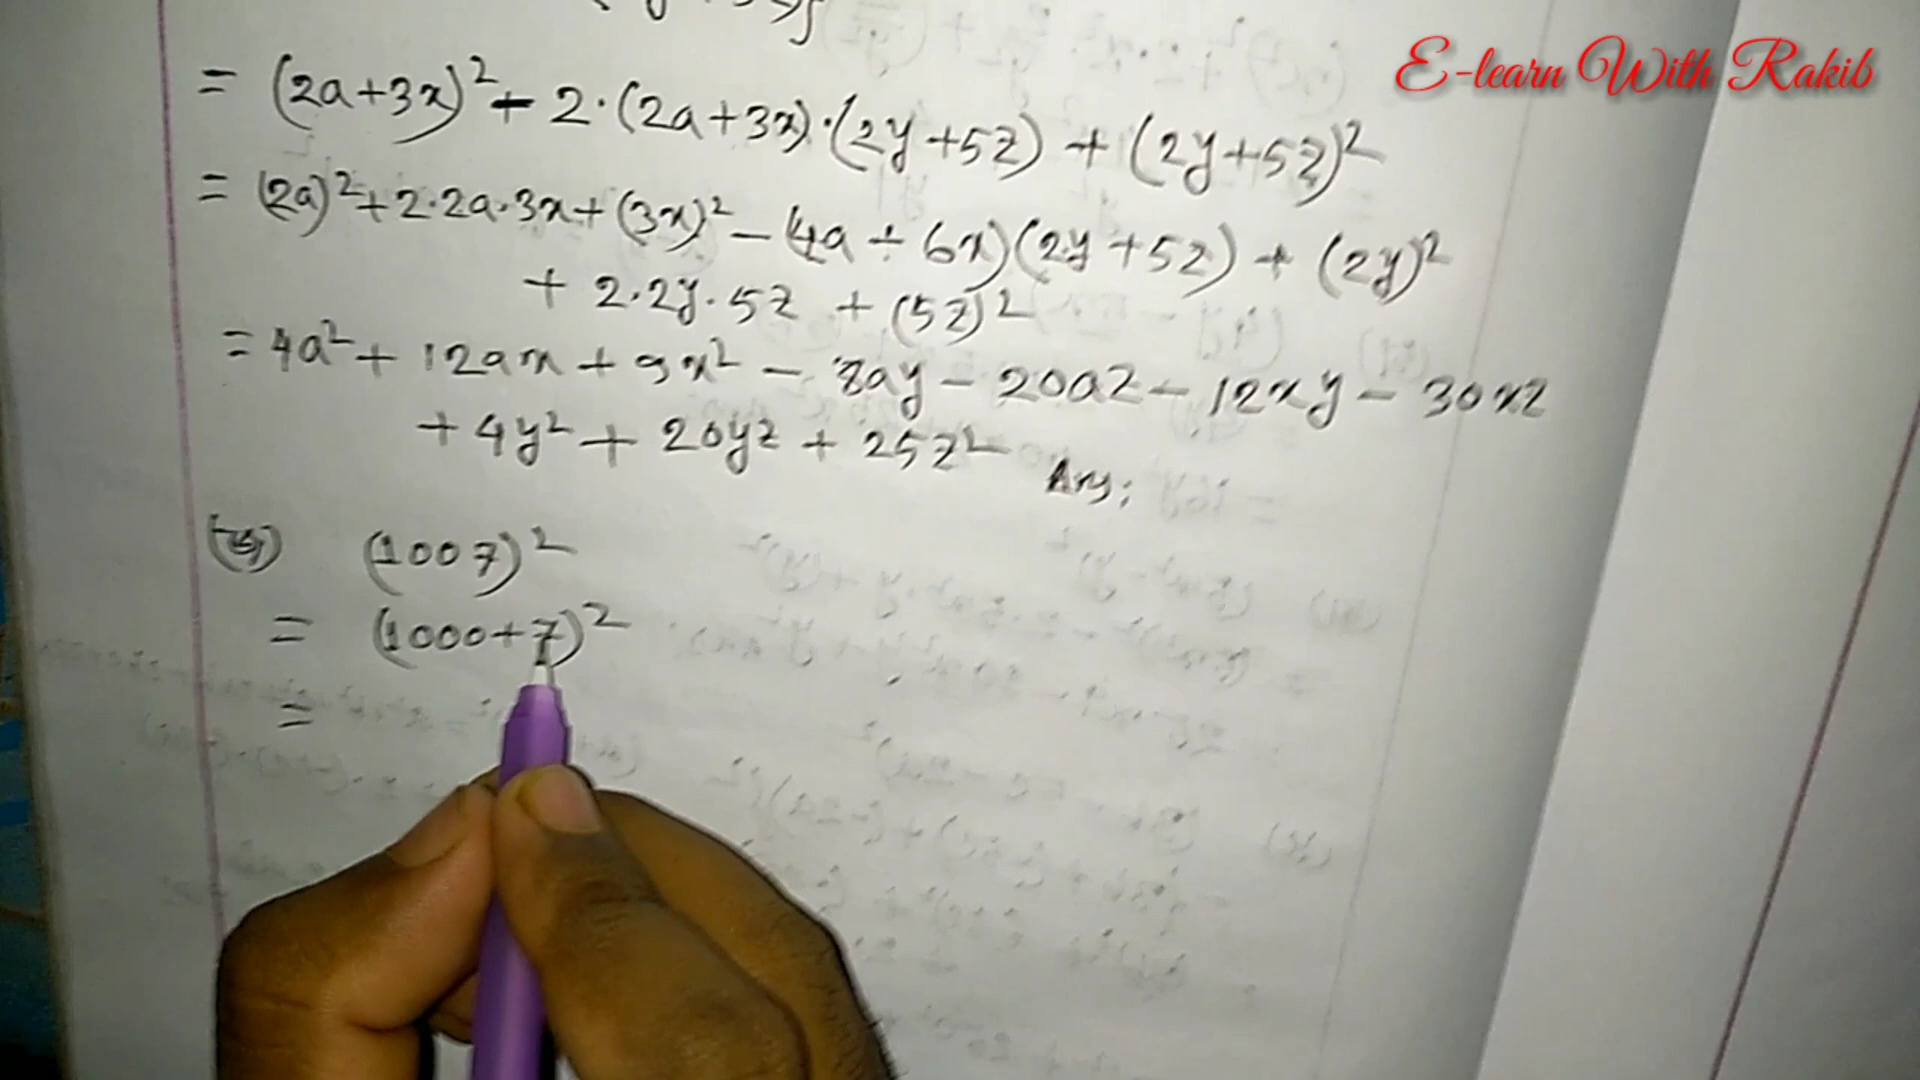 E-learn With Rakib
= (2a+3x)² - 2·(2a+3x)·(2y+5z) + (2y+5z)²
= (2a)²+2·2a·3x+(3x)² - (4a + 6x)(2y+5z) + (2y)²
+ 2·2y·5z + (5z)²
= 4a² + 12ax + 9x² - 8ay - 20az - 12xy - 30xz
+ 4y² + 20yz + 25z² Ans:
(1007)²
= (1000+7)²
=